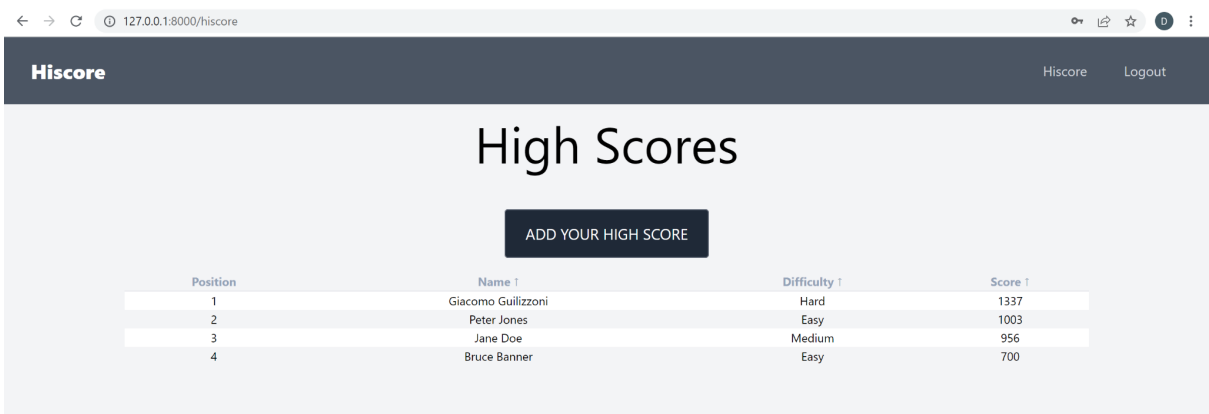 127.0.0.1:8000/hiscore
D
Hiscore Hiscore Logout
High Scores
ADD YOUR HIGH SCORE
Position Name ↑ Difficulty ↑ Score ↑
1 Giacomo Guilizzoni Hard 1337
2 Peter Jones Easy 1003
3 Jane Doe Medium 956
4 Bruce Banner Easy 700